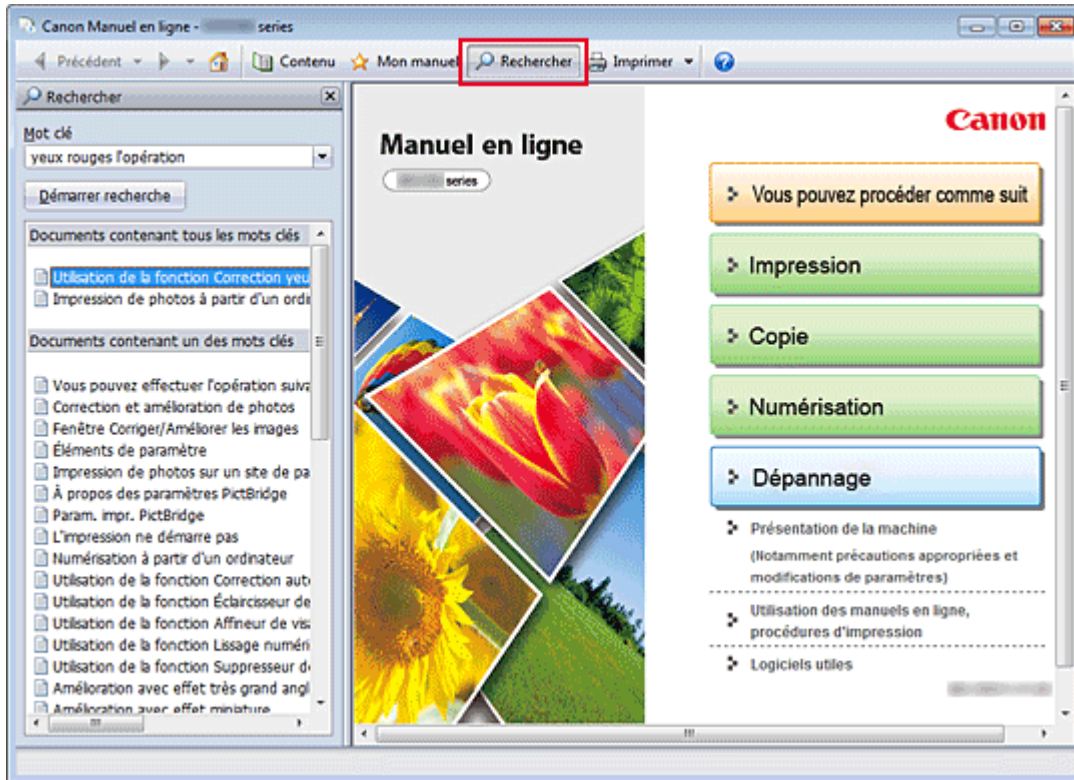 Canon Manuel en ligne - series
Précédent
Contenu
Mon manuel
Rechercher
Imprimer
Rechercher
Mot clé
yeux rouges l'opération
Démarrer recherche
Documents contenant tous les mots clés
Utilisation de la fonction Correction yeu
Impression de photos à partir d'un ordi
Documents contenant un des mots clés
Vous pouvez effectuer l'opération suiva
Correction et amélioration de photos
Fenêtre Corriger/Améliorer les images
Éléments de paramètre
Impression de photos sur un site de pa
À propos des paramètres PictBridge
Param. impr. PictBridge
L'impression ne démarre pas
Numérisation à partir d'un ordinateur
Utilisation de la fonction Correction auto
Utilisation de la fonction Éclaircisseur de
Utilisation de la fonction Affineur de vis
Utilisation de la fonction Lissage numéri
Utilisation de la fonction Suppresseur d
Amélioration avec effet très grand angl
Amélioration avec effet miniature
Manuel en ligne
series
Canon
Vous pouvez procéder comme suit
Impression
Copie
Numérisation
Dépannage
Présentation de la machine
(Notamment précautions appropriées et
modifications de paramètres)
Utilisation des manuels en ligne,
procédures d'impression
Logiciels utiles